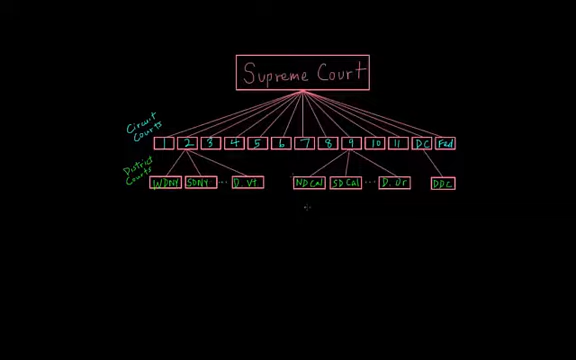 Supreme Court
Circuit
Courts
1 2 3 4 5 6 7 8 9 10 11 DC Fed
District
Courts
WDNY SDNY ... D. Vt ND Cal SD Cal ... D. Or DDC